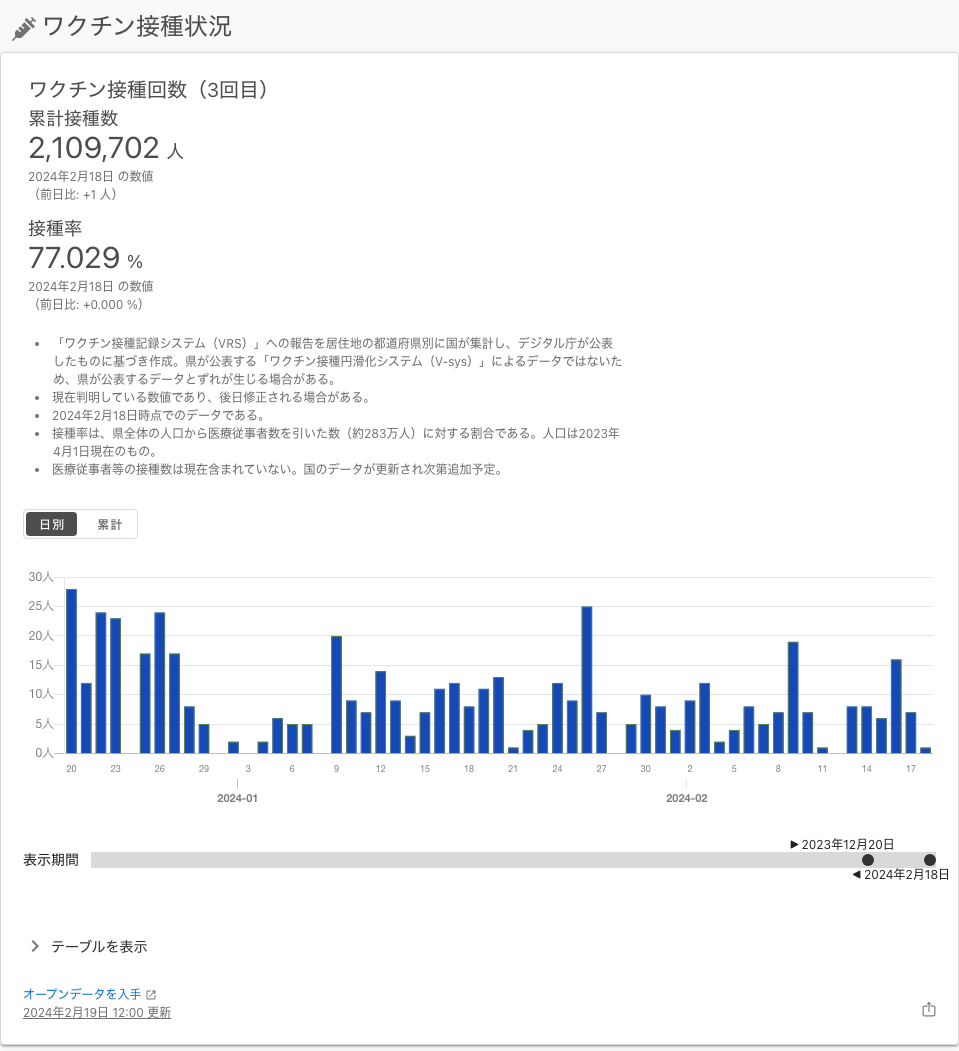 ワクチン接種状況
ワクチン接種回数（3回目）
累計接種数
2,109,702 人
2024年2月18日 の数値
（前日比: +1 人）
接種率
77.029 %
2024年2月18日 の数値
（前日比: +0.000 %）
• 「ワクチン接種記録システム（VRS）」への報告を居住地の都道府県別に国が集計し、デジタル庁が公表
したものに基づき作成。県が公表する「ワクチン接種円滑化システム（V-sys）」によるデータではないた
め、県が公表するデータとずれが生じる場合がある。
• 現在判明している数値であり、後日修正される場合がある。
• 2024年2月18日時点でのデータである。
• 接種率は、県全体の人口から医療従事者数を引いた数（約283万人）に対する割合である。人口は2023年
4月1日現在のもの。
• 医療従事者等の接種数は現在含まれていない。国のデータが更新され次第追加予定。
日別 累計
30人
25人
20人
15人
10人
5人
0人
20 23 26 29 3 6 9 12 15 18 21 24 27 30 2 5 8 11 14 17
2024-01 2024-02
▶ 2023年12月20日
表示期間
◀ 2024年2月18日
テーブルを表示
オープンデータを入手
2024年2月19日 12:00 更新